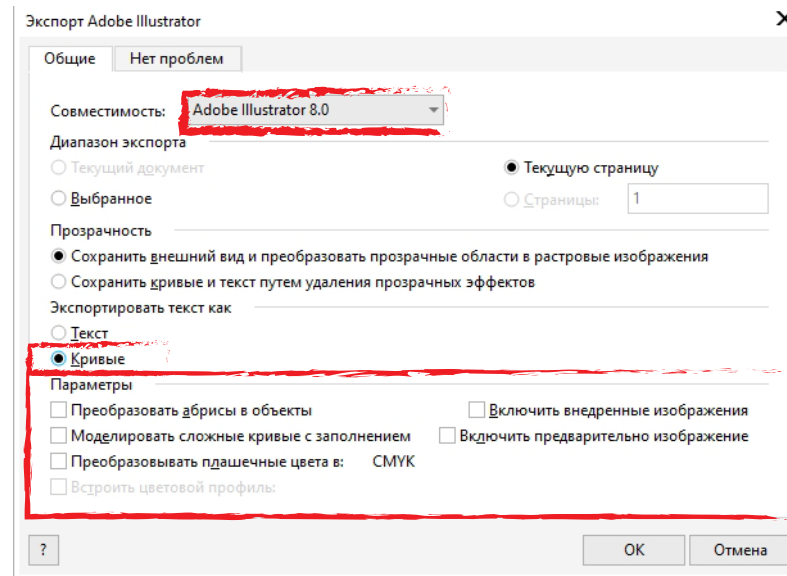 Экспорт Adobe Illustrator
Общие Нет проблем
Совместимость: Adobe Illustrator 8.0
Диапазон экспорта
Текущий документ Текущую страницу
Выбранное Страницы: 1
Прозрачность
Сохранить внешний вид и преобразовать прозрачные области в растровые изображения
Сохранить кривые и текст путем удаления прозрачных эффектов
Экспортировать текст как
Текст
Кривые
Параметры
Преобразовать абрисы в объекты Включить внедренные изображения
Моделировать сложные кривые с заполнением Включить предварительно изображение
Преобразовывать плашечные цвета в: CMYK
Встроить цветовой профиль:
? OK Отмена